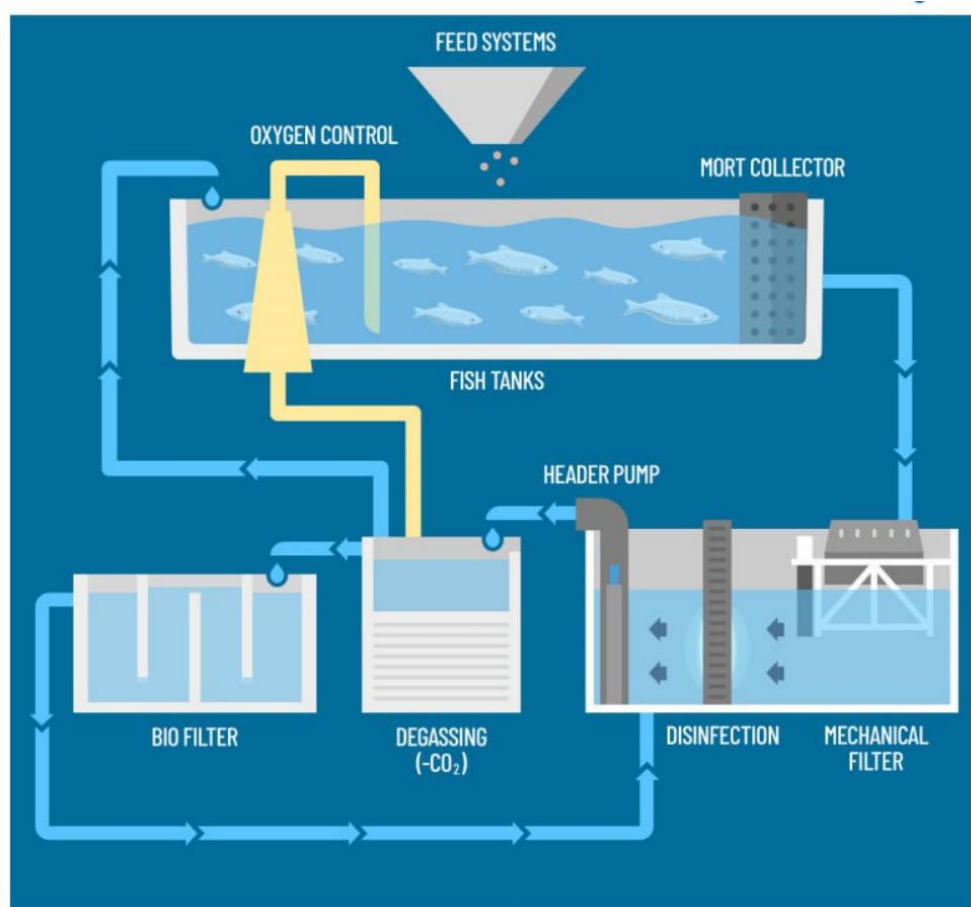 FEED SYSTEMS
OXYGEN CONTROL
MORT COLLECTOR
FISH TANKS
HEADER PUMP
BIO FILTER
DEGASSING
(-CO₂)
DISINFECTION
MECHANICAL
FILTER